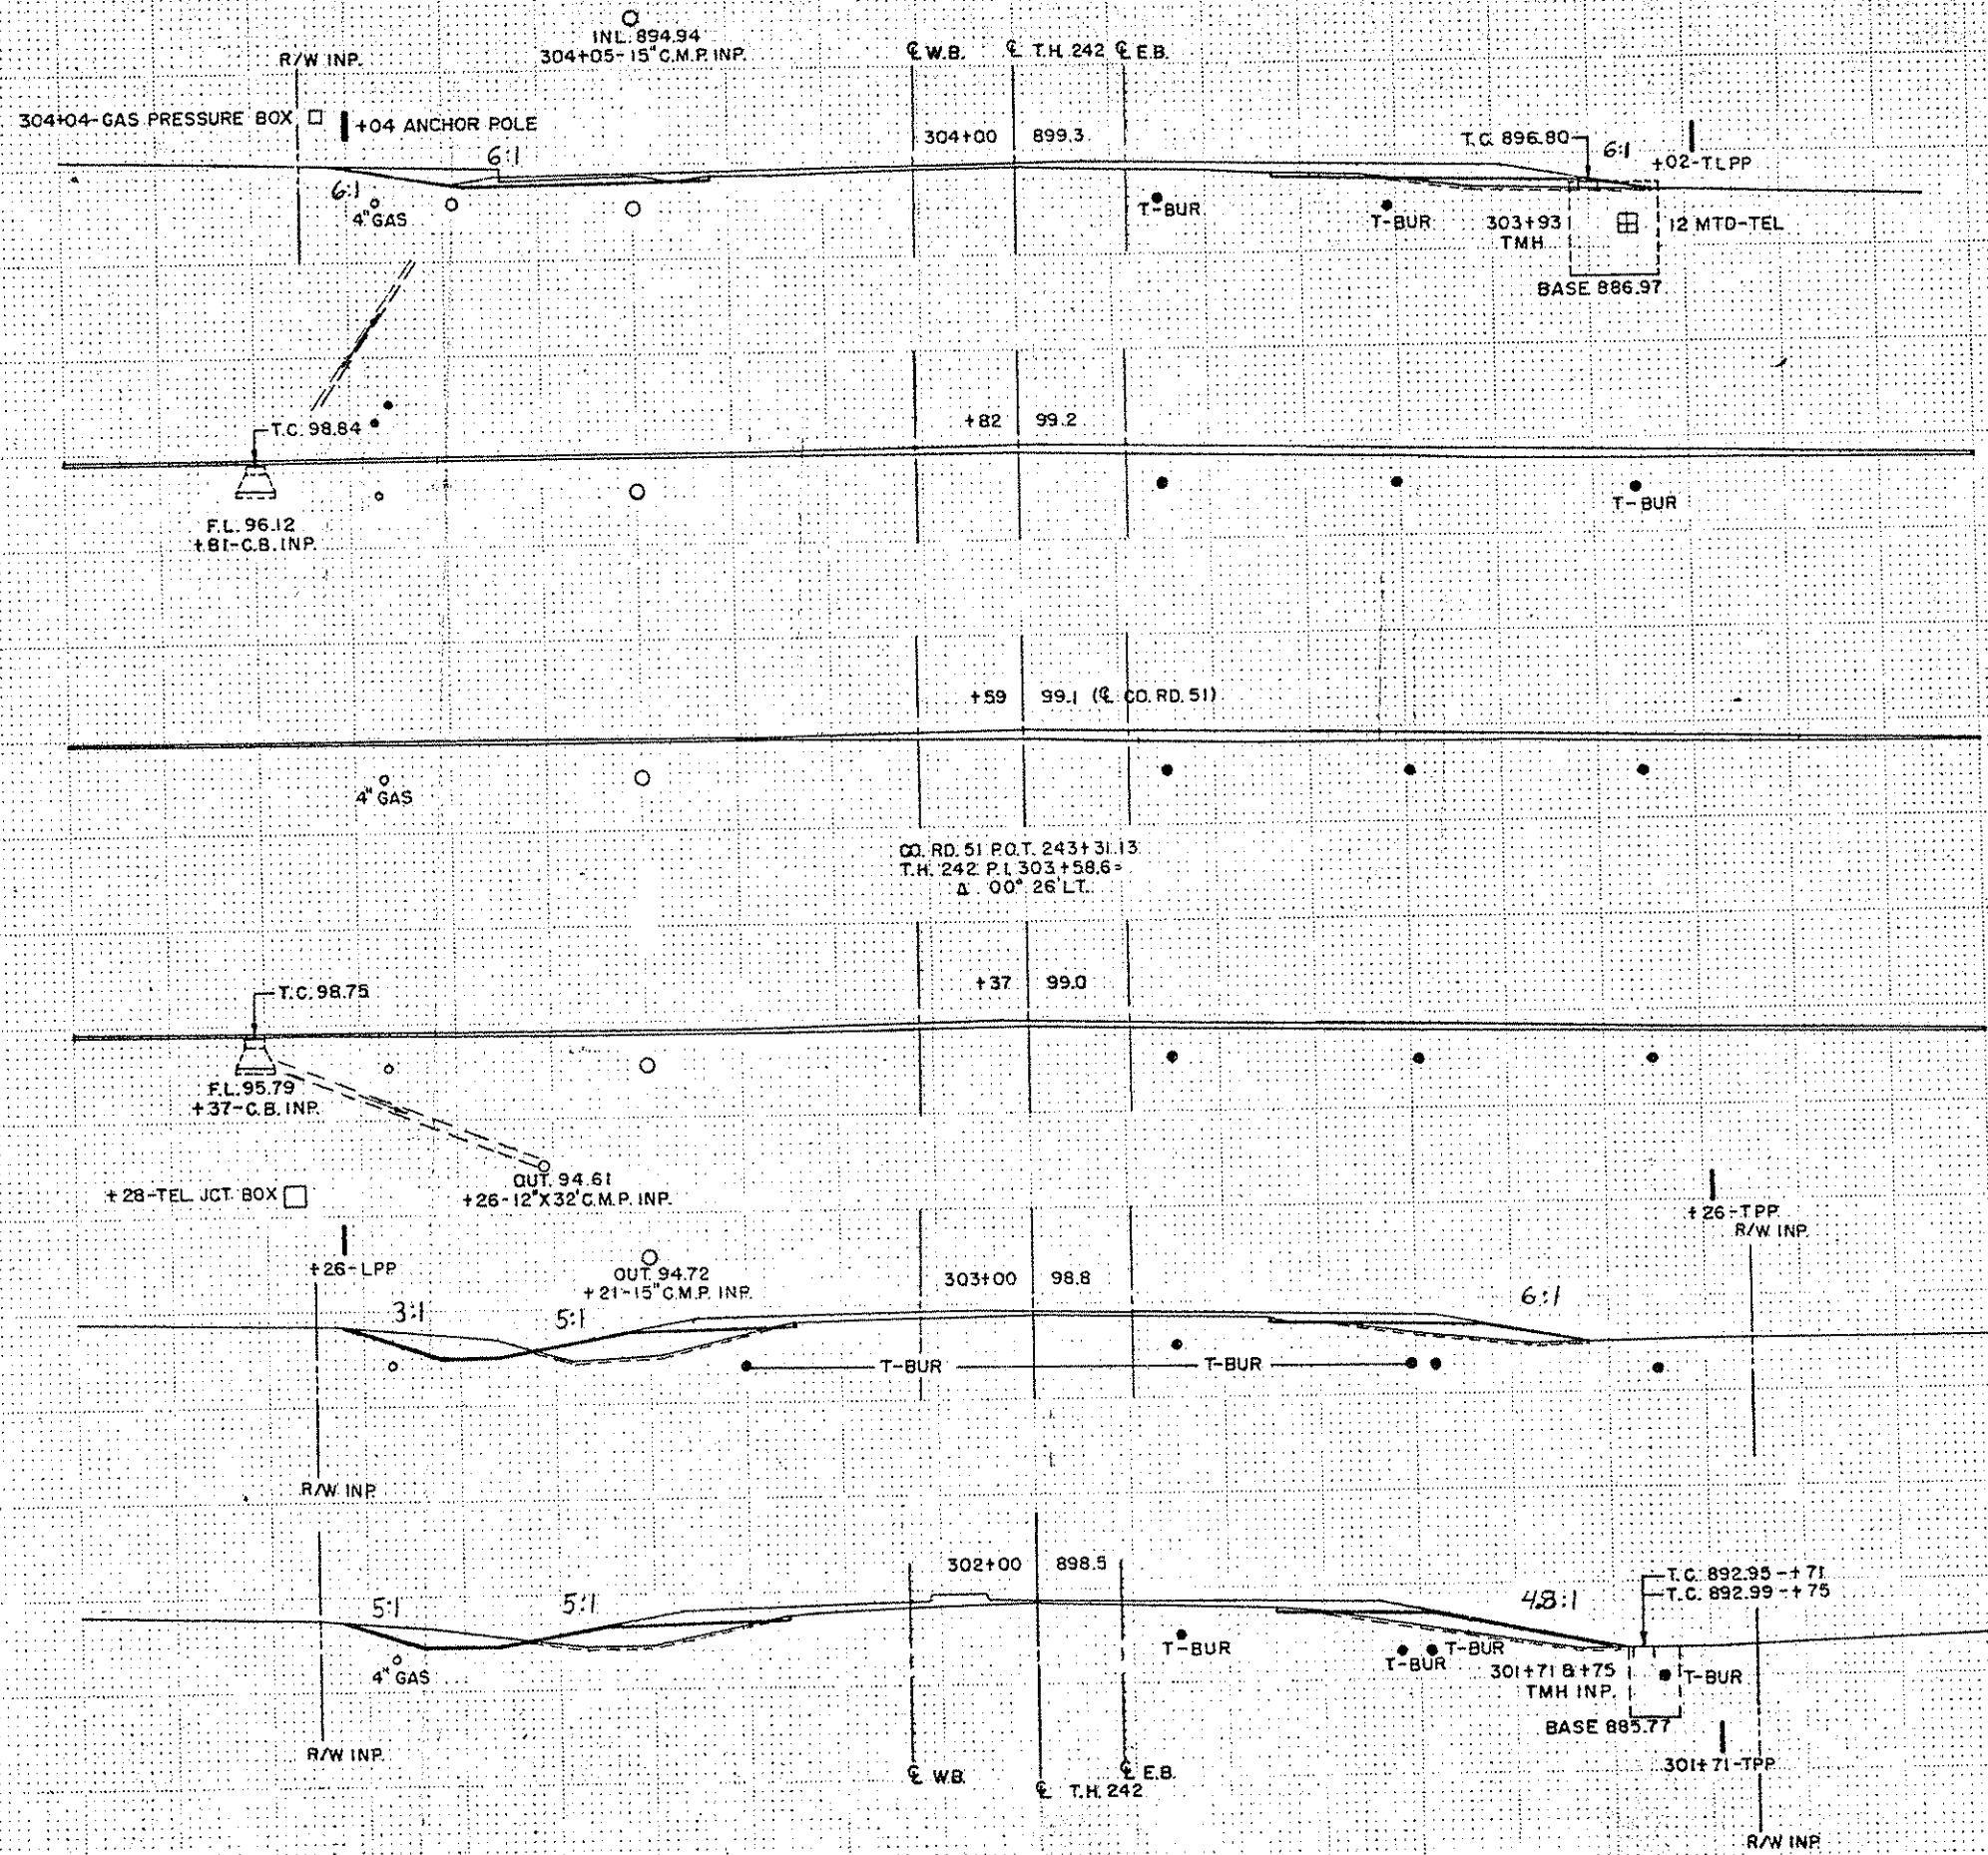 INL. 894.94
304+05-15" C.M.P. INP.
R/W INP.
℄ W.B.
℄ T.H. 242
℄ E.B.
304+04-GAS PRESSURE BOX
+04 ANCHOR POLE
304+00 899.3
T.C. 896.80
6:1
6:1
+02-TLPP
6:1
4" GAS
T-BUR
T-BUR
303+93
TMH
12 MTD-TEL
BASE 886.97
T.C. 98.84
+82 99.2
F.L. 96.12
+81-C.B. INP.
T-BUR
+59 99.1 (℄ CO. RD. 51)
4" GAS
CO. RD. 51 P.O.T. 243+31.13
T.H. 242 P.I. 303+58.6=
Δ 00° 26' LT.
+37 99.0
T.C. 98.75
F.L. 95.79
+37-C.B. INP.
OUT. 94.61
+26-12"X32' C.M.P. INP.
+28-TEL. JCT. BOX
+26-TPP
R/W INP.
+26-LPP
OUT. 94.72
+21-15" C.M.P. INP.
303+00 98.8
3:1
5:1
6:1
T-BUR
T-BUR
R/W INP.
302+00 898.5
T.C. 892.95-+71
T.C. 892.99-+75
5:1
5:1
4.8:1
4" GAS
T-BUR
T-BUR
T-BUR
301+71 & +75
TMH INP.
T-BUR
BASE 885.77
R/W INP.
301+71-TPP
℄ W.B.
℄ T.H. 242
℄ E.B.
R/W INP.